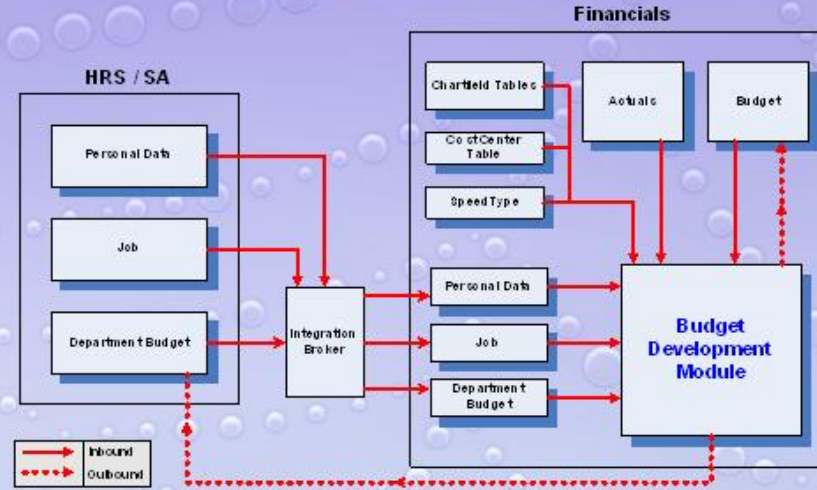 Financials
HRS / SA
Chartfield Tables
Actuals
Budget
CostCenter
Table
SpeedType
Personal Data
Job
Department Budget
Integration
Broker
Personal Data
Job
Department
Budget
Budget
Development
Module
Inbound
Outbound